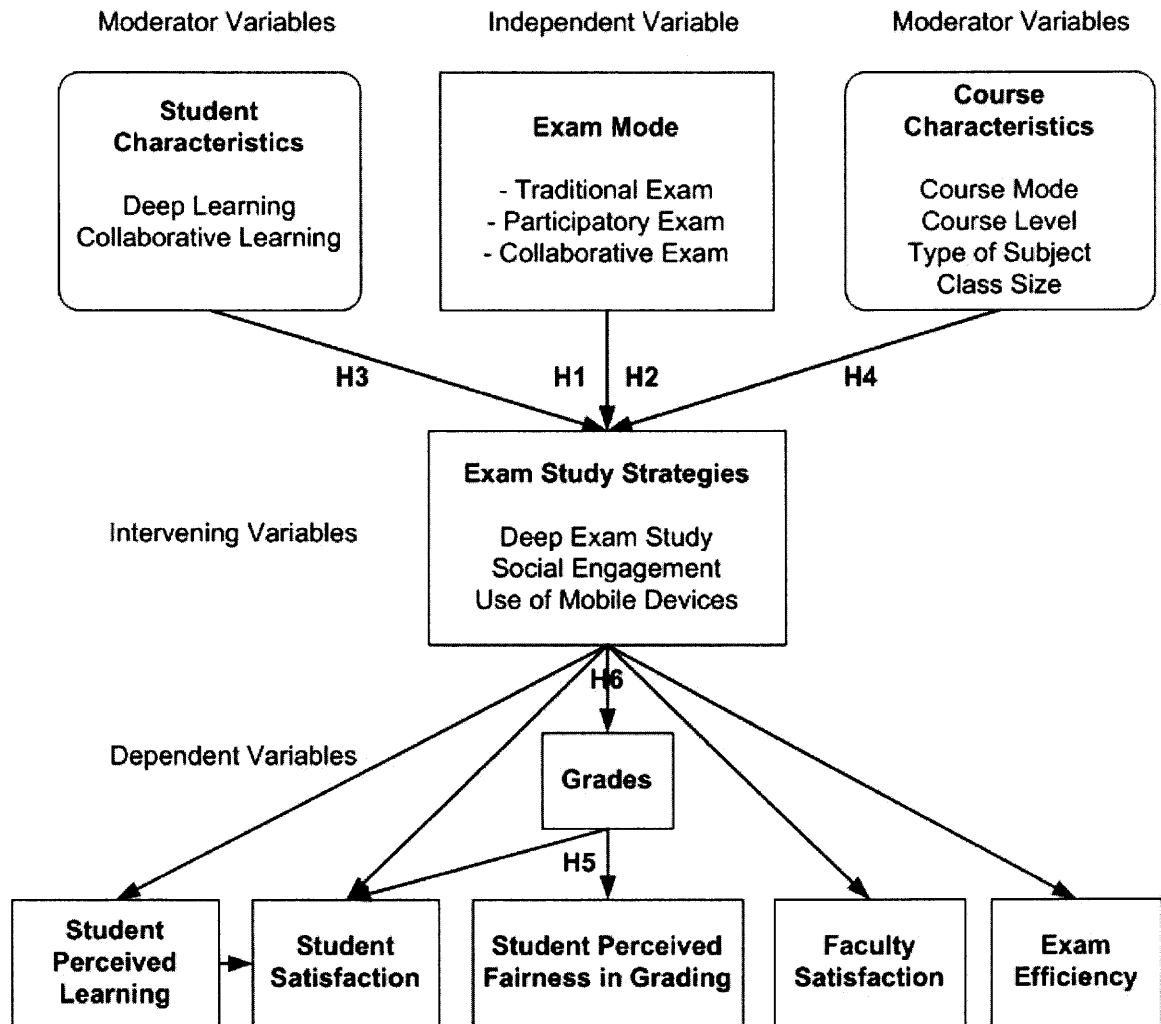 Moderator Variables
Independent Variable
Moderator Variables
Student
Characteristics
Deep Learning
Collaborative Learning
Exam Mode
- Traditional Exam
- Participatory Exam
- Collaborative Exam
Course
Characteristics
Course Mode
Course Level
Type of Subject
Class Size
H3
H1
H2
H4
Exam Study Strategies
Deep Exam Study
Social Engagement
Use of Mobile Devices
Intervening Variables
H6
Dependent Variables
Grades
H5
Student
Perceived
Learning
Student
Satisfaction
Student Perceived
Fairness in Grading
Faculty
Satisfaction
Exam
Efficiency